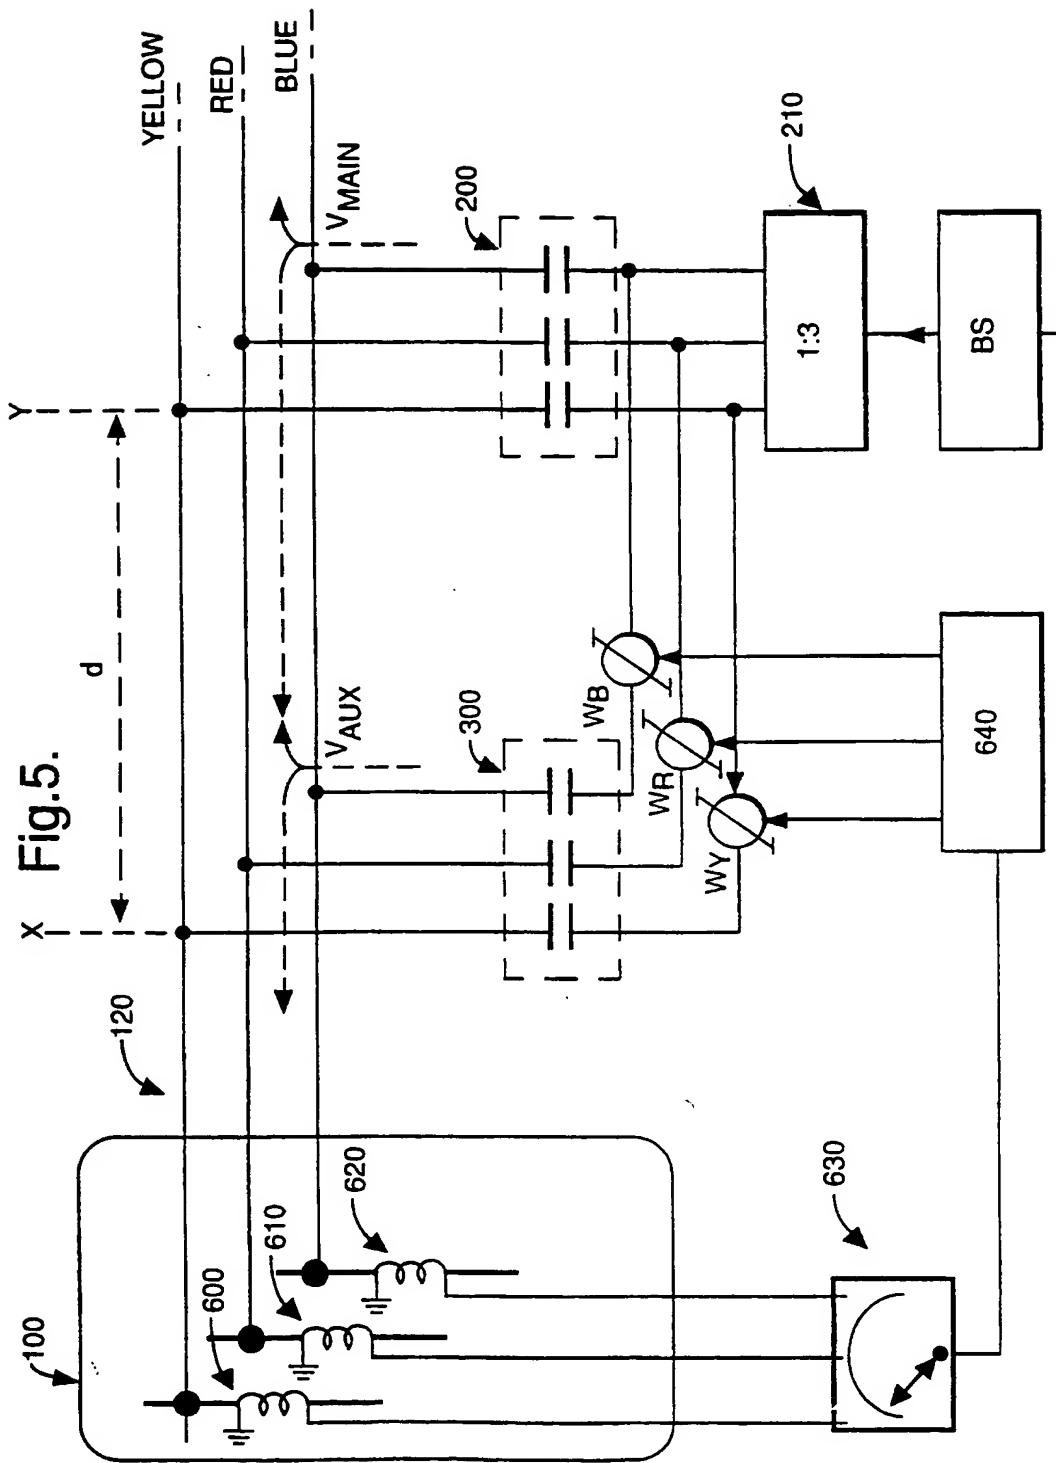 Fig.5.
YELLOW
RED
BLUE
X
Y
d
120
VMAIN
VAUX
200
300
210
1:3
BS
WB
WR
WY
640
100
600
610
620
630